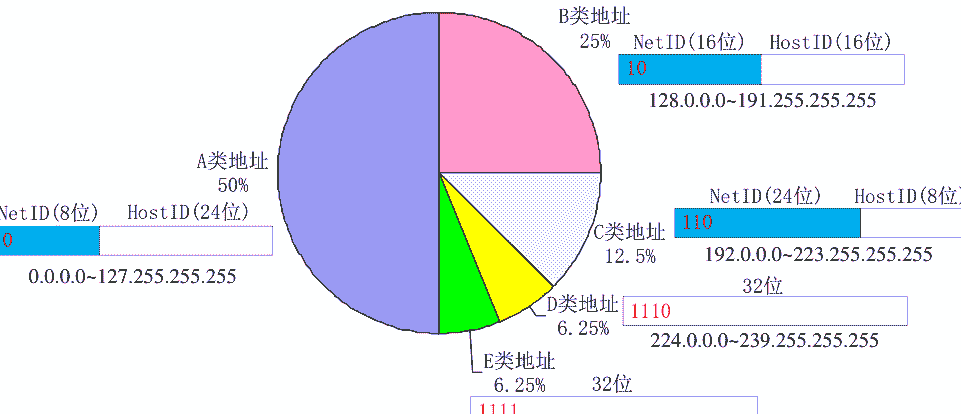 B类地址
25%
NetID(16位) HostID(16位)
10
128.0.0.0~191.255.255.255
A类地址
50%
NetID(8位) HostID(24位)
0
0.0.0.0~127.255.255.255
NetID(24位) HostID(8位)
110
192.0.0.0~223.255.255.255
C类地址
12.5%
32位
1110
224.0.0.0~239.255.255.255
D类地址
6.25%
E类地址
6.25%
32位
1111